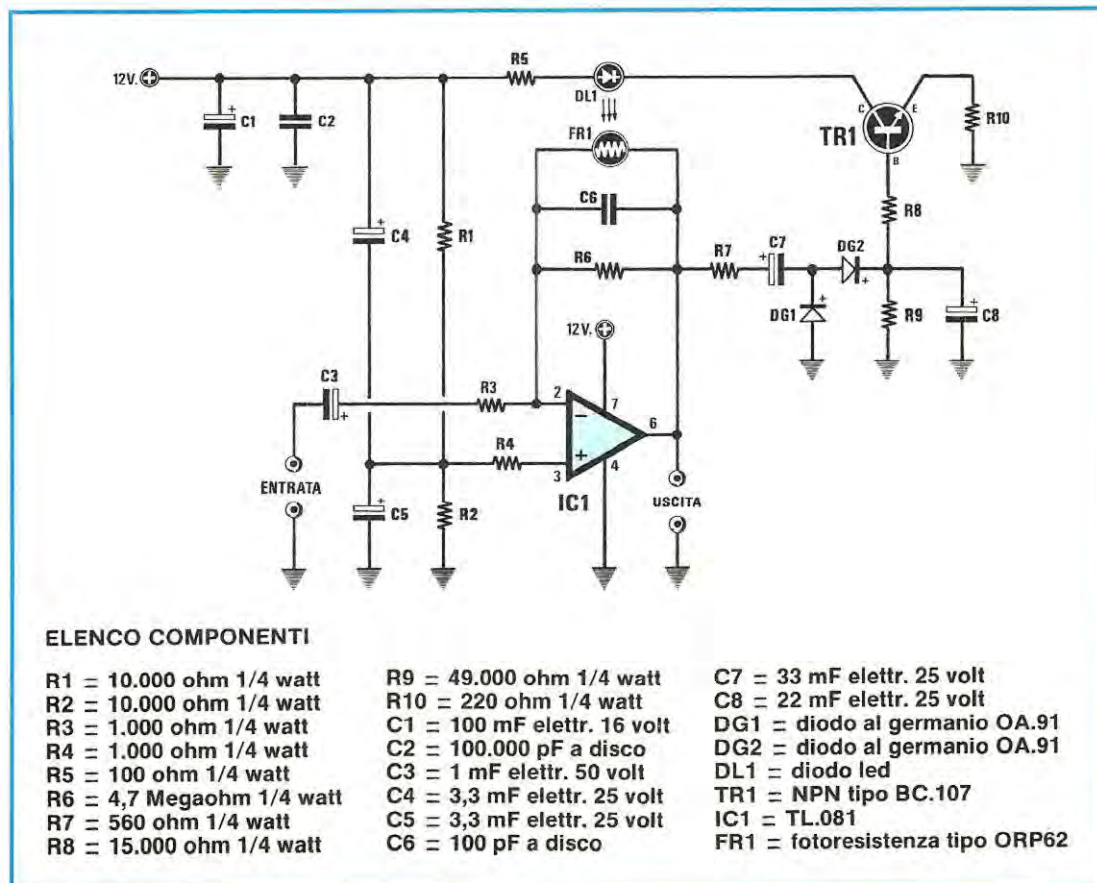 R5
12V.
DL1
C1
C2
C E
R10
TR1
FR1
B
C6
R8
C4
R1
C7
DG2
R7
R6
DG1
R9
C8
12V.
C3
R3
2
7
6
R4
3
4
ENTRATA
IC1
USCITA
C5
R2
ELENCO COMPONENTI
R1 = 10.000 ohm 1/4 watt
R2 = 10.000 ohm 1/4 watt
R3 = 1.000 ohm 1/4 watt
R4 = 1.000 ohm 1/4 watt
R5 = 100 ohm 1/4 watt
R6 = 4,7 Megaohm 1/4 watt
R7 = 560 ohm 1/4 watt
R8 = 15.000 ohm 1/4 watt
R9 = 49.000 ohm 1/4 watt
R10 = 220 ohm 1/4 watt
C1 = 100 mF elettr. 16 volt
C2 = 100.000 pF a disco
C3 = 1 mF elettr. 50 volt
C4 = 3,3 mF elettr. 25 volt
C5 = 3,3 mF elettr. 25 volt
C6 = 100 pF a disco
C7 = 33 mF elettr. 25 volt
C8 = 22 mF elettr. 25 volt
DG1 = diodo al germanio OA.91
DG2 = diodo al germanio OA.91
DL1 = diodo led
TR1 = NPN tipo BC.107
IC1 = TL.081
FR1 = fotoresistenza tipo ORP62